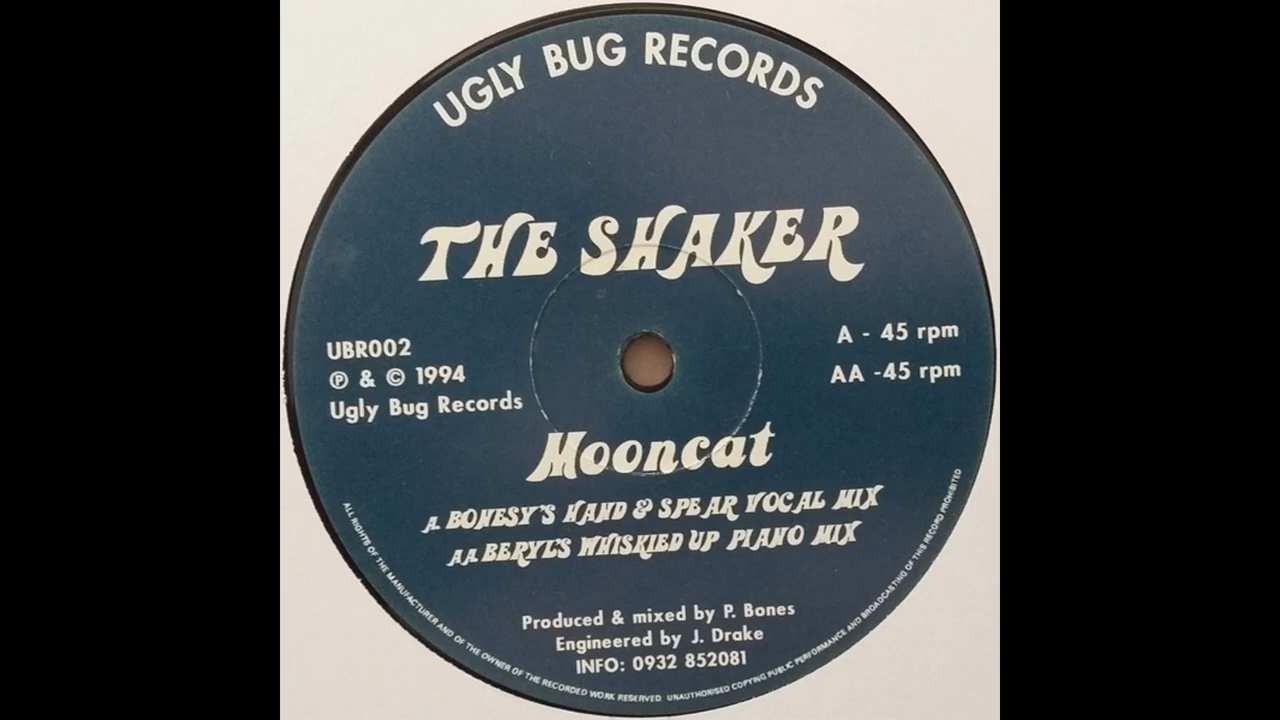 UGLY BUG RECORDS
THE SHAKER
UBR002
℗ & © 1994
Ugly Bug Records
A - 45 rpm
AA -45 rpm
Mooncat
A. BONESY'S HAND & SPEAR VOCAL MIX
AA. BERYL'S WHISKIED UP PIANO MIX
Produced & mixed by P. Bones
Engineered by J. Drake
INFO: 0932 852081
ALL RIGHTS OF THE MANUFACTURER AND OF THE OWNER OF THE RECORDED WORK RESERVED. UNAUTHORISED COPYING PUBLIC PERFORMANCE AND BROADCASTING OF THIS RECORD PROHIBITED